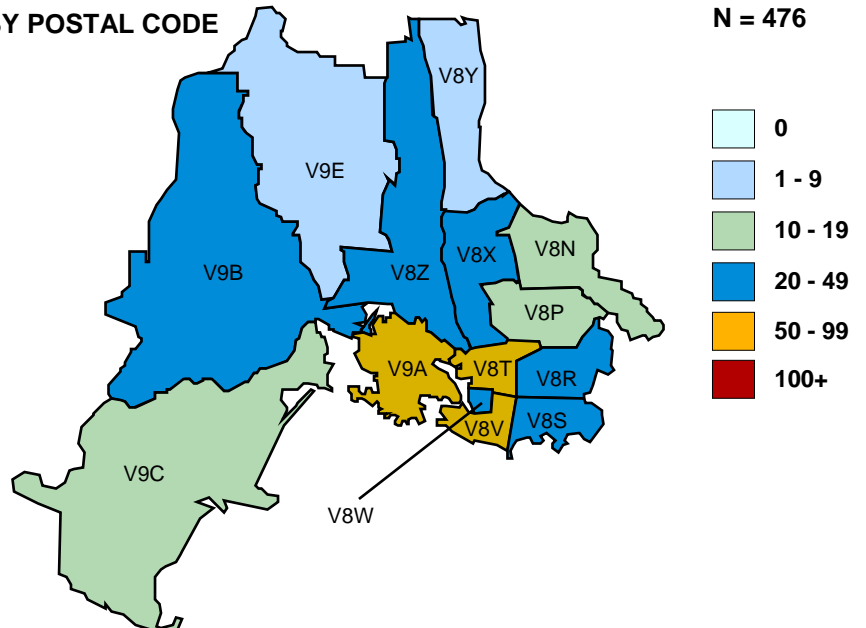 Y POSTAL CODE
N = 476
0
1 - 9
10 - 19
20 - 49
50 - 99
100+
V8Y
V9E
V8N
V8X
V9B
V8Z
V8P
V9A
V8T
V8R
V8S
V8V
V9C
V8W